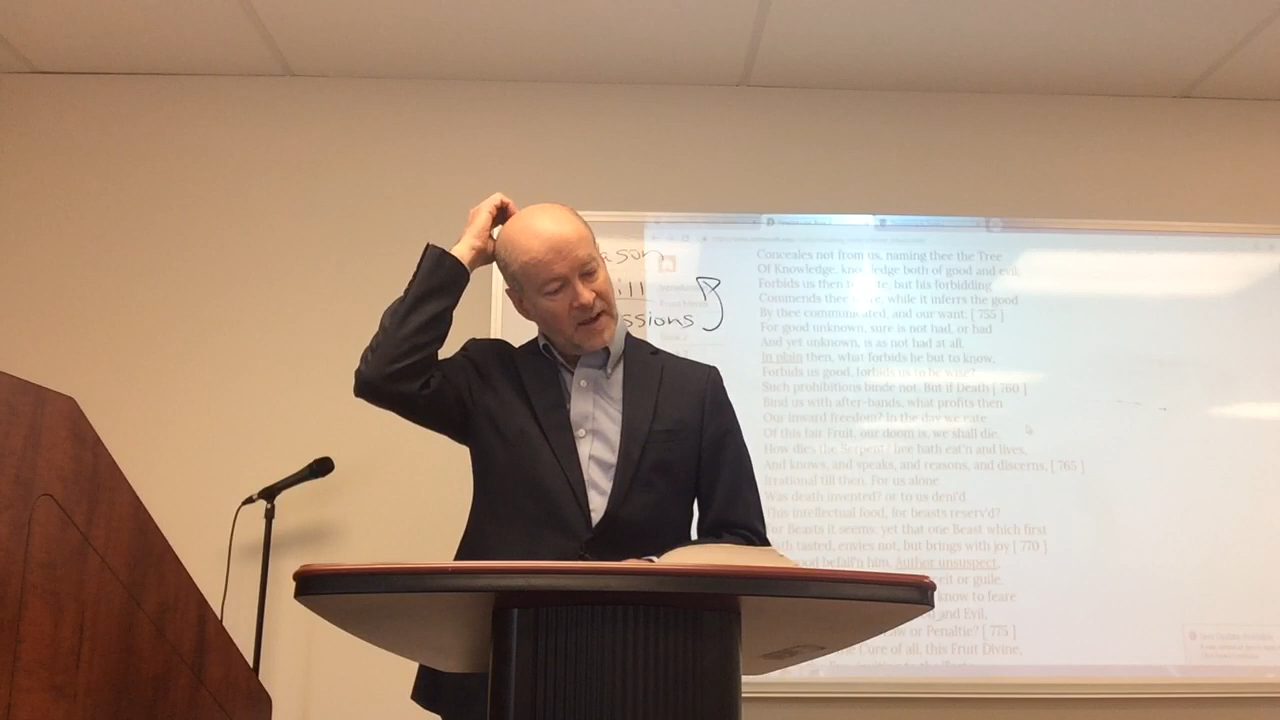 ason
ill
ssions
Conceales not from us, naming thee the Tree
Of Knowledge, knowledge both of good and evil;
Forbids us then to taste, but his forbidding
Commends thee more, while it inferrs the good
By thee communicated, and our want: [ 755 ]
For good unknown, sure is not had, or had
And yet unknown, is as not had at all.
In plain then, what forbids he but to know,
Forbids us good, forbids us to be wise?
Such prohibitions binde not. But if Death [ 760 ]
Bind us with after-bands, what profits then
Our inward freedom? In the day we eate
Of this fair Fruit, our doom is, we shall die.
How dies the Serpent? hee hath eat'n and lives,
And knows, and speaks, and reasons, and discerns, [ 765 ]
Irrational till then. For us alone
Was death invented? or to us deni'd
This intellectual food, for beasts reserv'd?
For Beasts it seems: yet that one Beast which first
ath tasted, envies not, but brings with joy [ 770 ]
ood befall'n him, Author unsuspect,
eit or guile.
know to feare
and Evil,
aw or Penaltie? [ 775 ]
e Cure of all, this Fruit Divine,